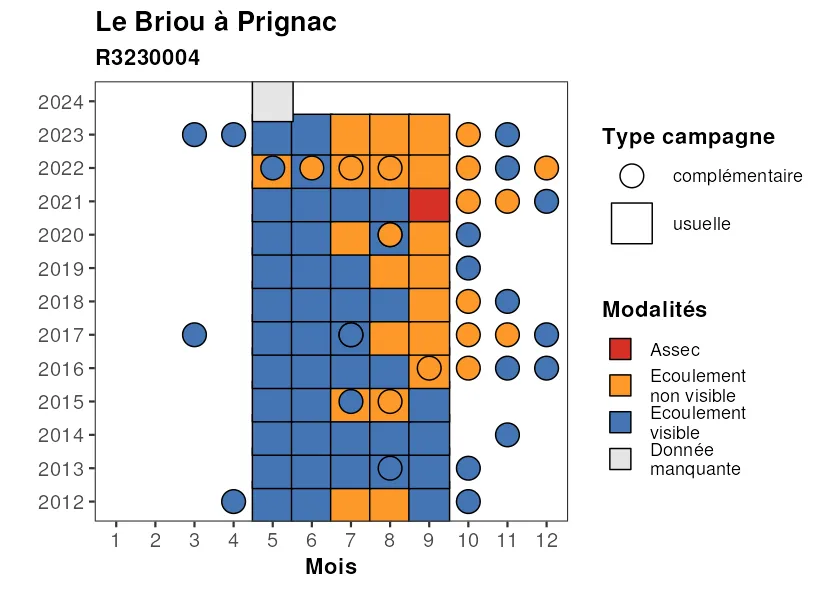 Le Briou à Prignac
R3230004
2024
2023
2022
2021
2020
2019
2018
2017
2016
2015
2014
2013
2012
1 2 3 4 5 6 7 8 9 10 11 12
Mois
Type campagne
complémentaire
usuelle
Modalités
Assec
Ecoulement
non visible
Ecoulement
visible
Donnée
manquante